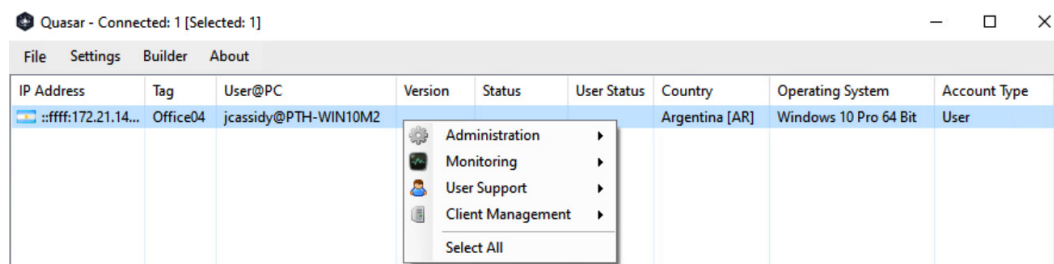 Quasar - Connected: 1 [Selected: 1]
File Settings Builder About
IP Address Tag User@PC Version Status User Status Country Operating System Account Type
::ffff:172.21.14... Office04 jcassidy@PTH-WIN10M2 Argentina [AR] Windows 10 Pro 64 Bit User
Administration
Monitoring
User Support
Client Management
Select All